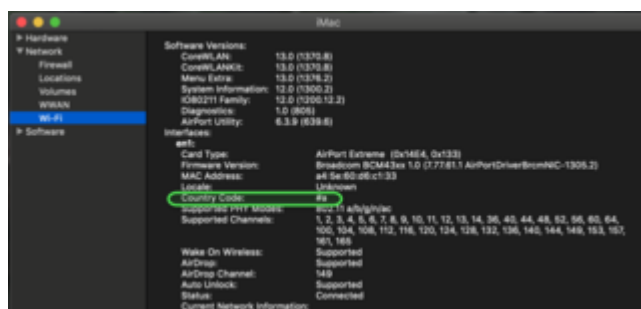 iMac
Hardware
Network
Firewall
Locations
Volumes
WWAN
Wi-Fi
Software
Software Versions:
CoreWLAN: 13.0 (1370.8)
CoreWLANKit: 13.0 (1370.8)
Menu Extra: 13.0 (1376.2)
System Information: 12.0 (1300.2)
IO80211 Family: 12.0 (1200.12.2)
Diagnostics: 1.0 (805)
AirPort Utility: 6.3.9 (639.6)
Interfaces:
en1:
Card Type: AirPort Extreme (0x14E4, 0x133)
Firmware Version: Broadcom BCM43xx 1.0 (7.77.61.1 AirPortDriverBrcmNIC-1305.2)
MAC Address: a4:5e:60:d6:c1:33
Locale: Unknown
Country Code: #a
Supported PHY Modes: 802.11 a/b/g/n/ac
Supported Channels: 1, 2, 3, 4, 5, 6, 7, 8, 9, 10, 11, 12, 13, 14, 36, 40, 44, 48, 52, 56, 60, 64,
100, 104, 108, 112, 116, 120, 124, 128, 132, 136, 140, 144, 149, 153, 157,
161, 165
Wake On Wireless: Supported
AirDrop: Supported
AirDrop Channel: 149
Auto Unlock: Supported
Status: Connected
Current Network Information: